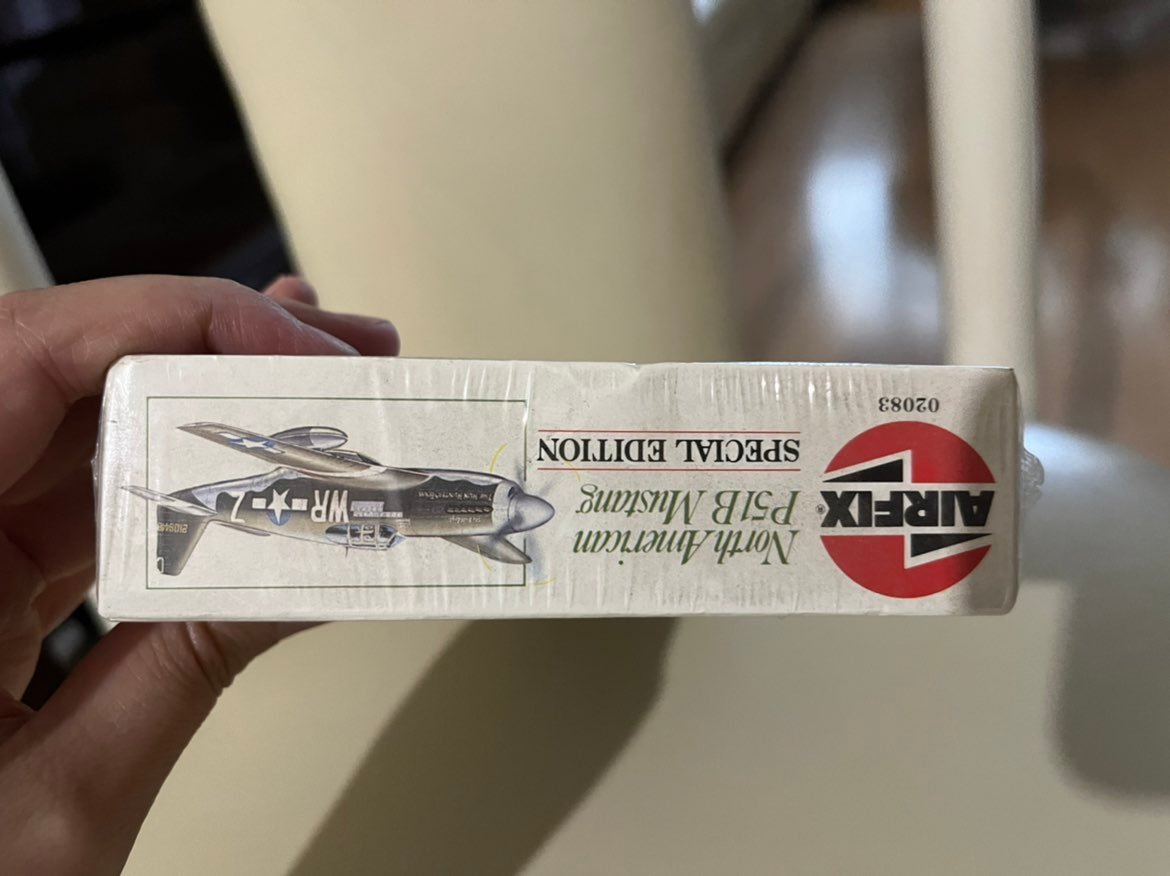 02083
AIRFIX®
North American
P51B Mustang
SPECIAL EDITION
WR
Z